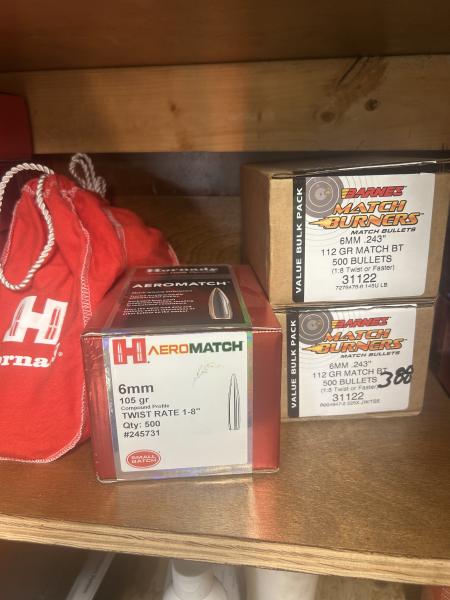 H
Hornady
AEROMATCH
H AEROMATCH
6mm
105 gr
Compound Profile
TWIST RATE 1-8"
Qty: 500
#245731
SMALL
BATCH
VALUE BULK PACK
BARNES
MATCH
BURNERS
MATCH BULLETS
6MM .243"
112 GR MATCH BT
500 BULLETS
(1:8 Twist or Faster)
31122
VALUE BULK PACK
BARNES
MATCH
BURNERS
MATCH BULLETS
6MM .243"
112 GR MATCH BT
500 BULLETS
(1:8 Twist or Faster)
388
31122